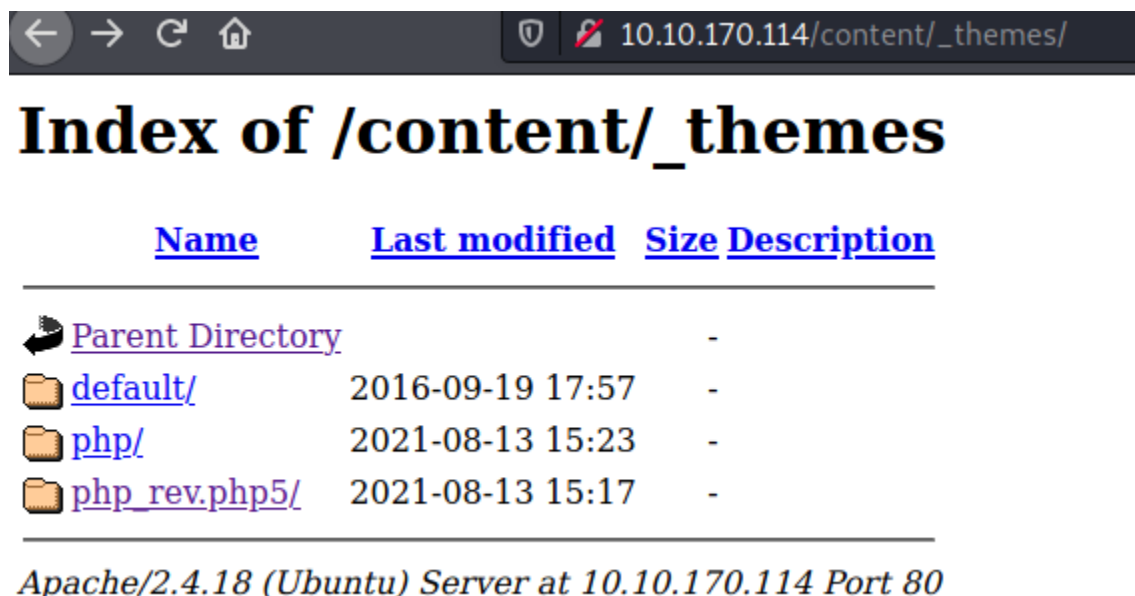 10.10.170.114/content/_themes/
Index of /content/_themes
Name Last modified Size Description
Parent Directory -
default/ 2016-09-19 17:57 -
php/ 2021-08-13 15:23 -
php_rev.php5/ 2021-08-13 15:17 -
Apache/2.4.18 (Ubuntu) Server at 10.10.170.114 Port 80